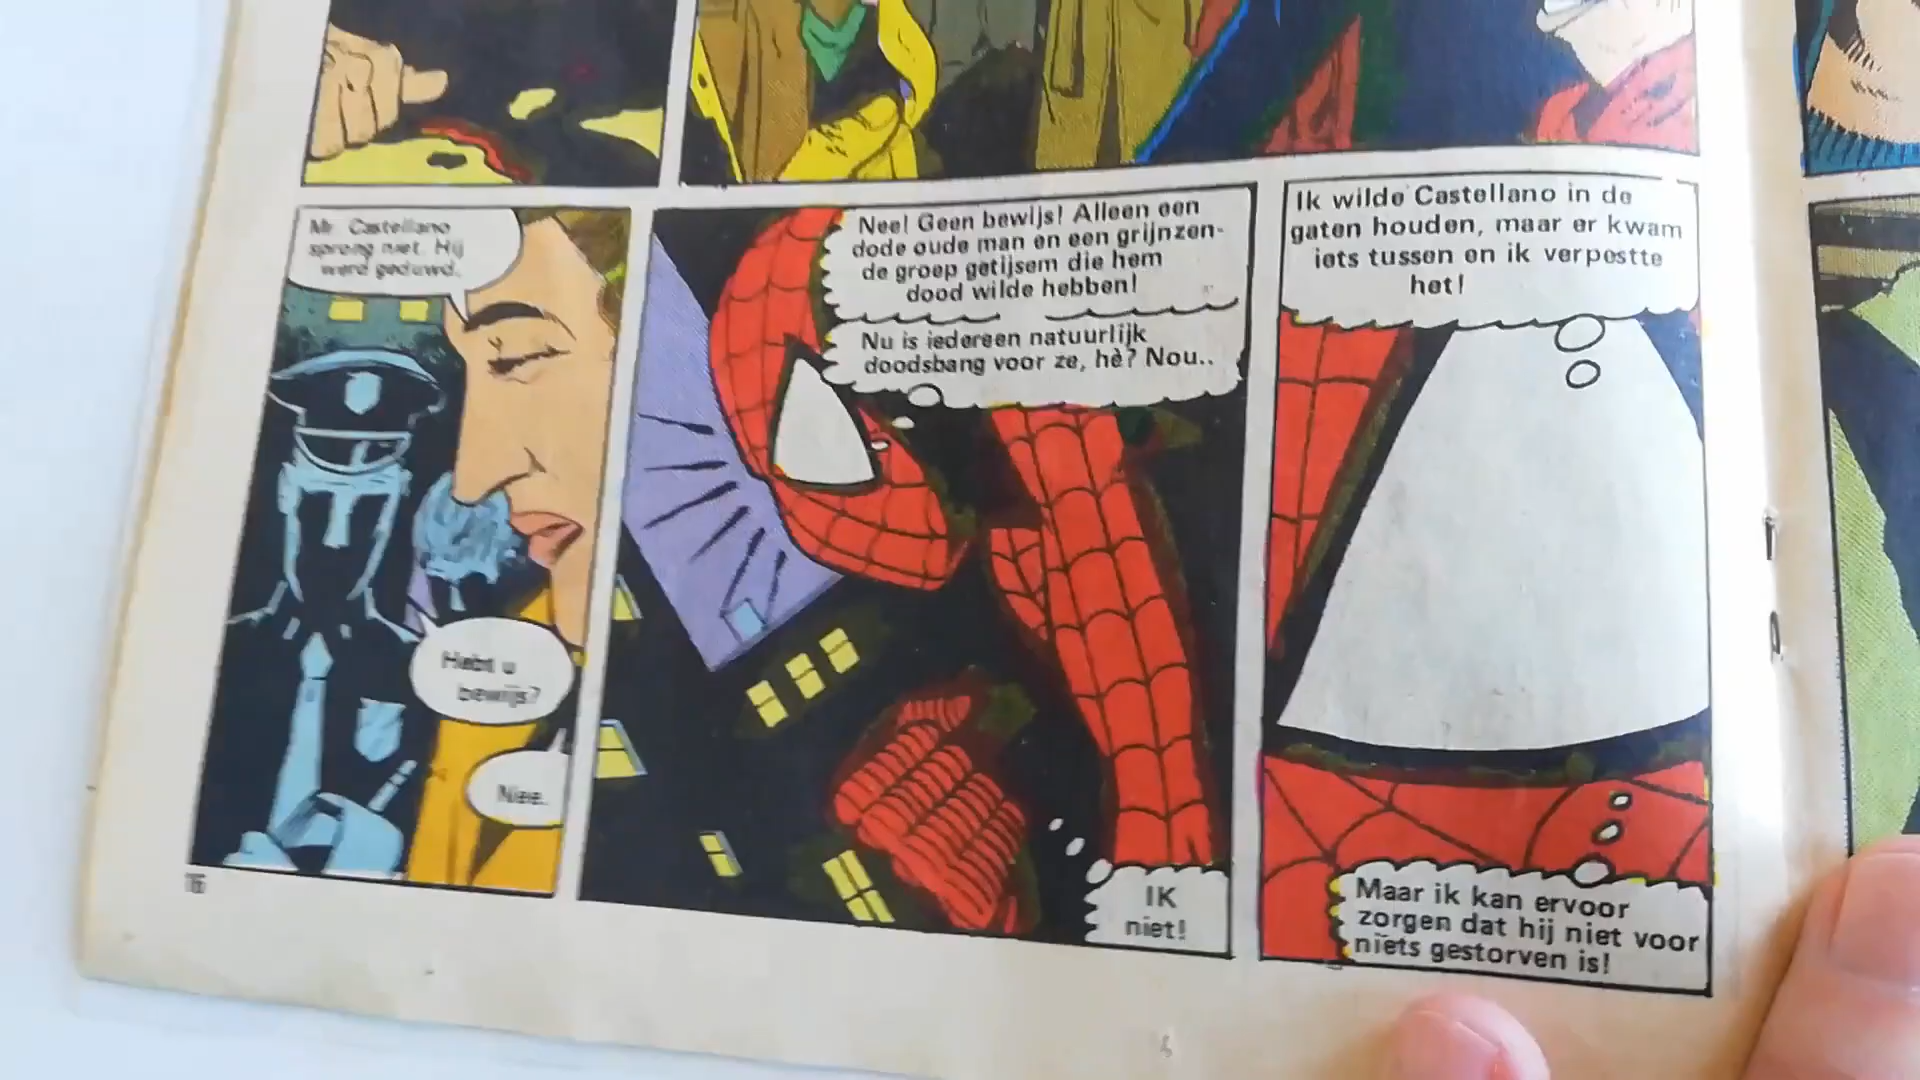 Mr. Castellano
sprong niet. Hij
werd geduwd.
Hebt u
bewijs?
Nee.
Nee! Geen bewijs! Alleen een
dode oude man en een grijnzen-
de groep getijsem die hem
dood wilde hebben!
Nu is iedereen natuurlijk
doodsbang voor ze, hè? Nou..
IK
niet!
Ik wilde Castellano in de
gaten houden, maar er kwam
iets tussen en ik verpestte
het!
Maar ik kan ervoor
zorgen dat hij niet voor
niets gestorven is!
16